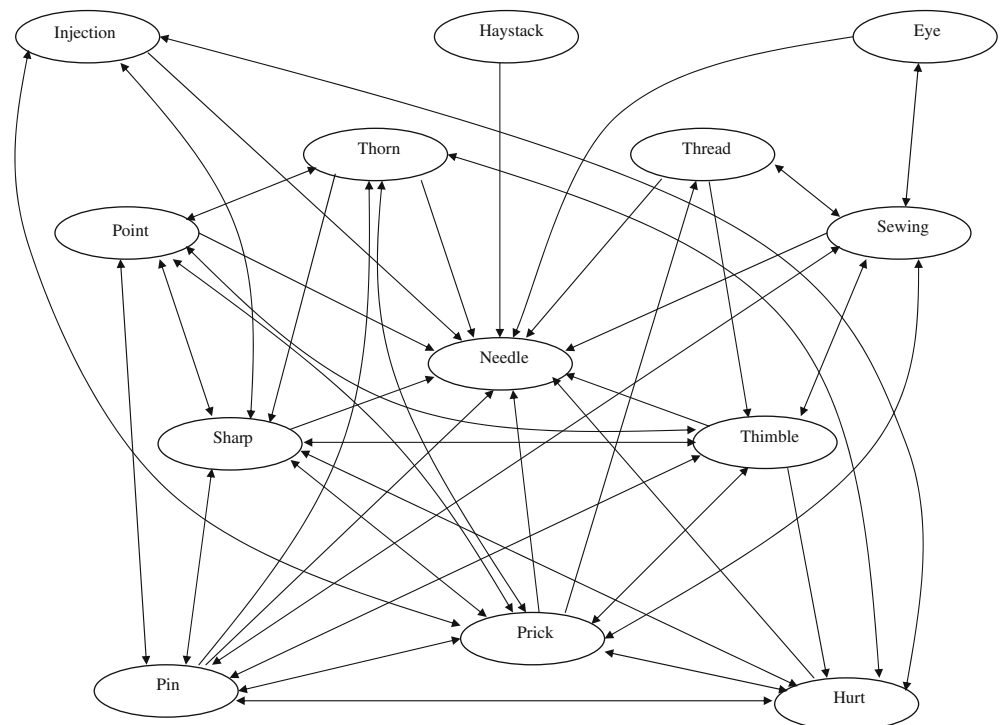 Injection
Haystack
Eye
Thorn
Thread
Point
Sewing
Needle
Sharp
Thimble
Prick
Pin
Hurt